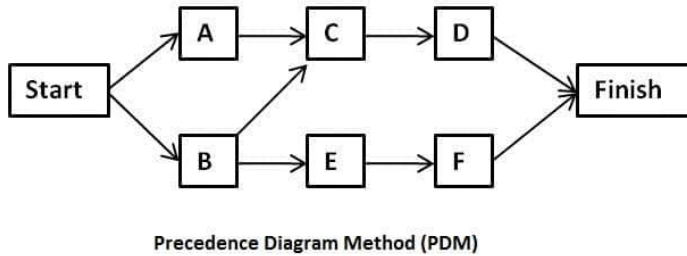 A C D
Start Finish
B E F
Precedence Diagram Method (PDM)